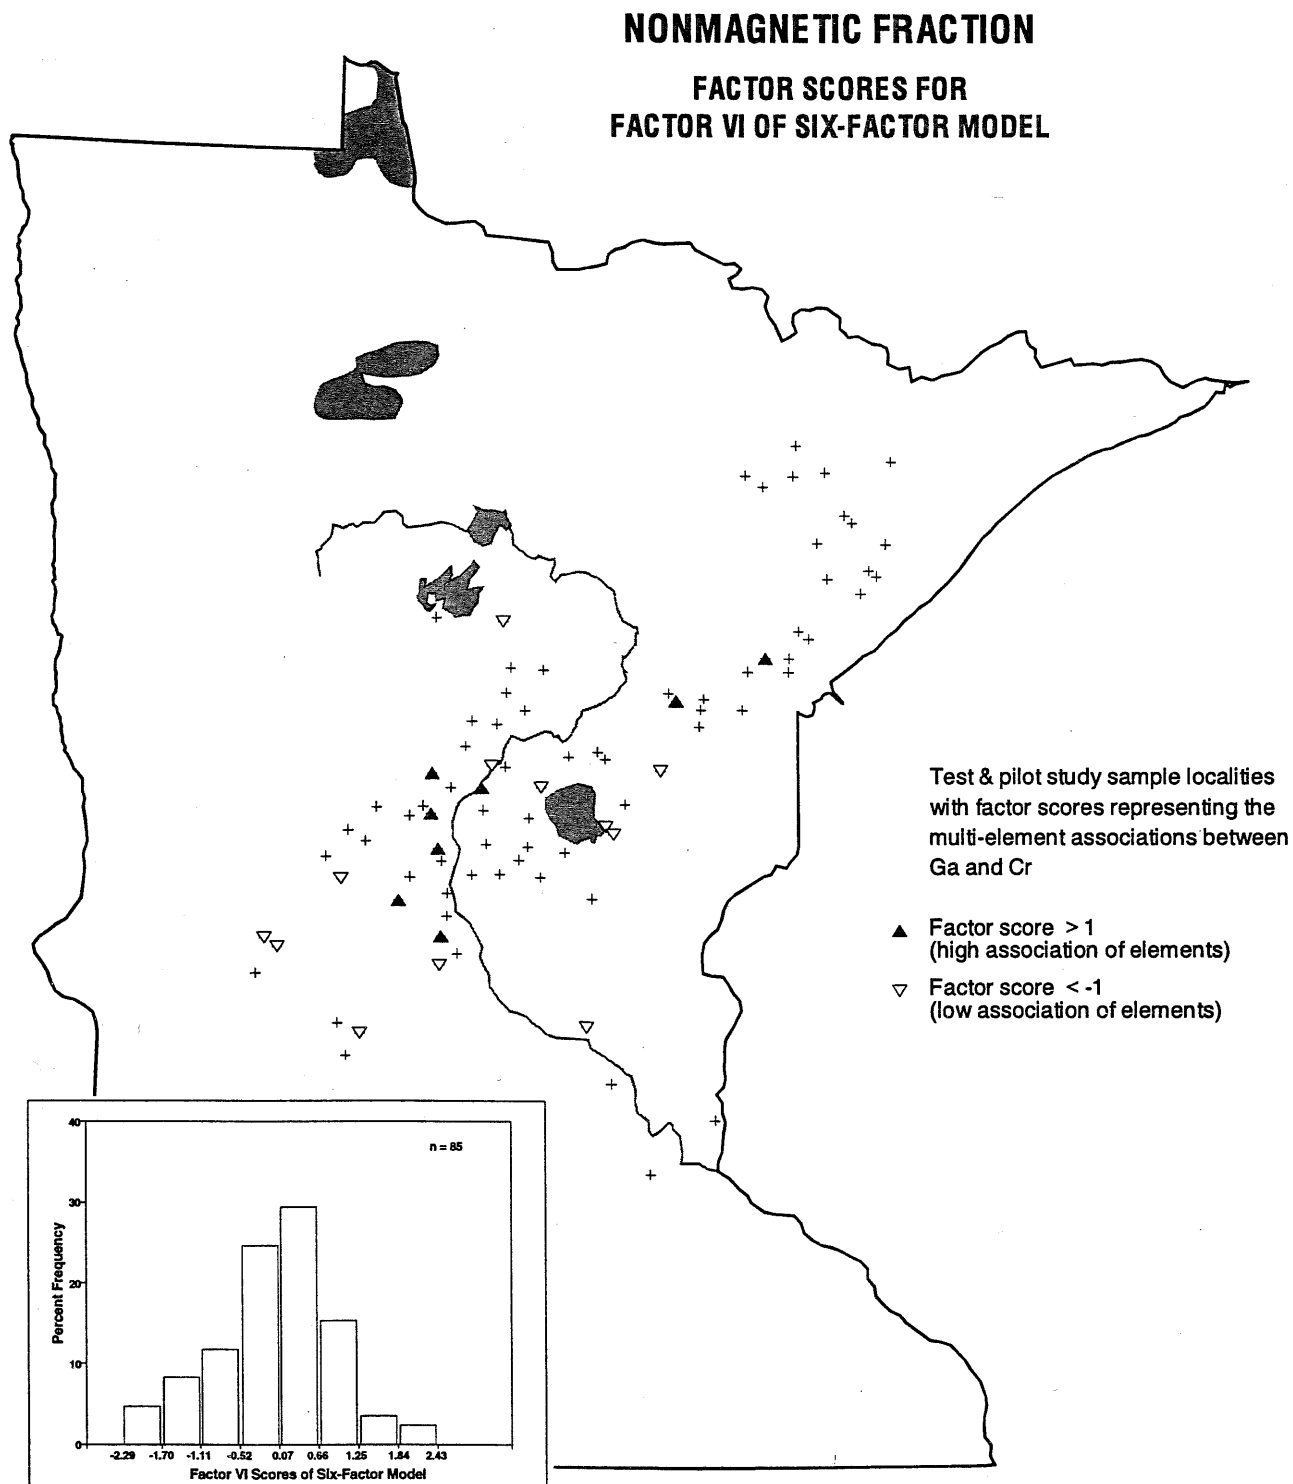 NONMAGNETIC FRACTION
FACTOR SCORES FOR
FACTOR VI OF SIX-FACTOR MODEL
Test & pilot study sample localities
with factor scores representing the
multi-element associations between
Ga and Cr
Factor score > 1
(high association of elements)
Factor score < -1
(low association of elements)
40
n = 85
30
20
10
0
Percent Frequency
-2.29 -1.70 -1.11 -0.52 0.07 0.66 1.25 1.84 2.43
Factor VI Scores of Six-Factor Model